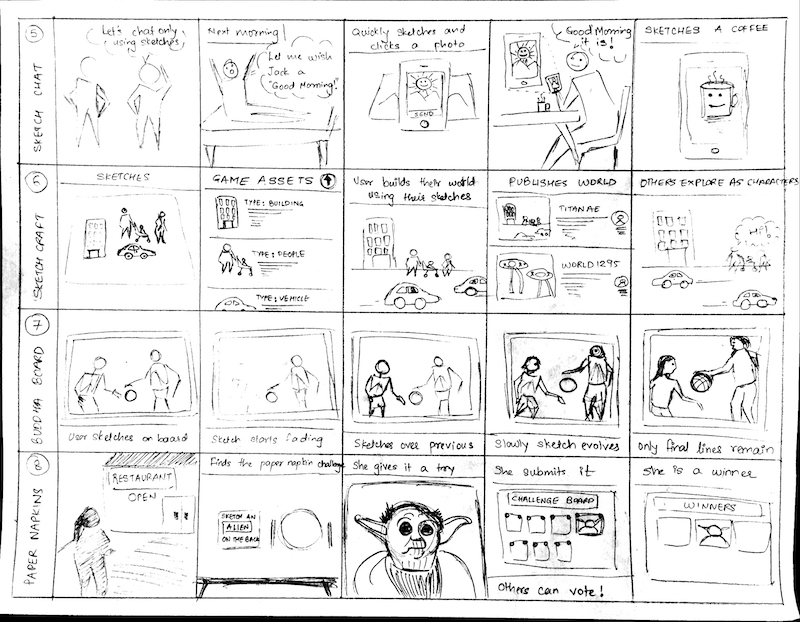 5
SKETCH CHAT
Let's chat only
using sketches
Next morning
Let me wish
Jack a
"Good Morning!"
Quickly sketches and
clicks a photo
SEND
Good Morning
it is!
SKETCHES A COFFEE
SKETCH CRAFT
SKETCHES
GAME ASSETS
TYPE: BUILDING
TYPE: PEOPLE
TYPE: VEHICLE
User builds their world
using their sketches
PUBLISHES WORLD
TITANAE
WORLD 1295
OTHERS EXPLORE AS CHARACTERS
Hi!
7
BUDDHA BOARD
User sketches on board
Sketch starts fading
Sketches over previous
Slowly sketch evolves
Only final lines remain
8
PAPER NAPKINS
RESTAURANT
OPEN
Finds the paper napkin challenge
SKETCH AN
ALIEN
ON THE BACK
She gives it a try
She submits it
CHALLENGE BOARD
Others can vote!
She is a winner
WINNERS